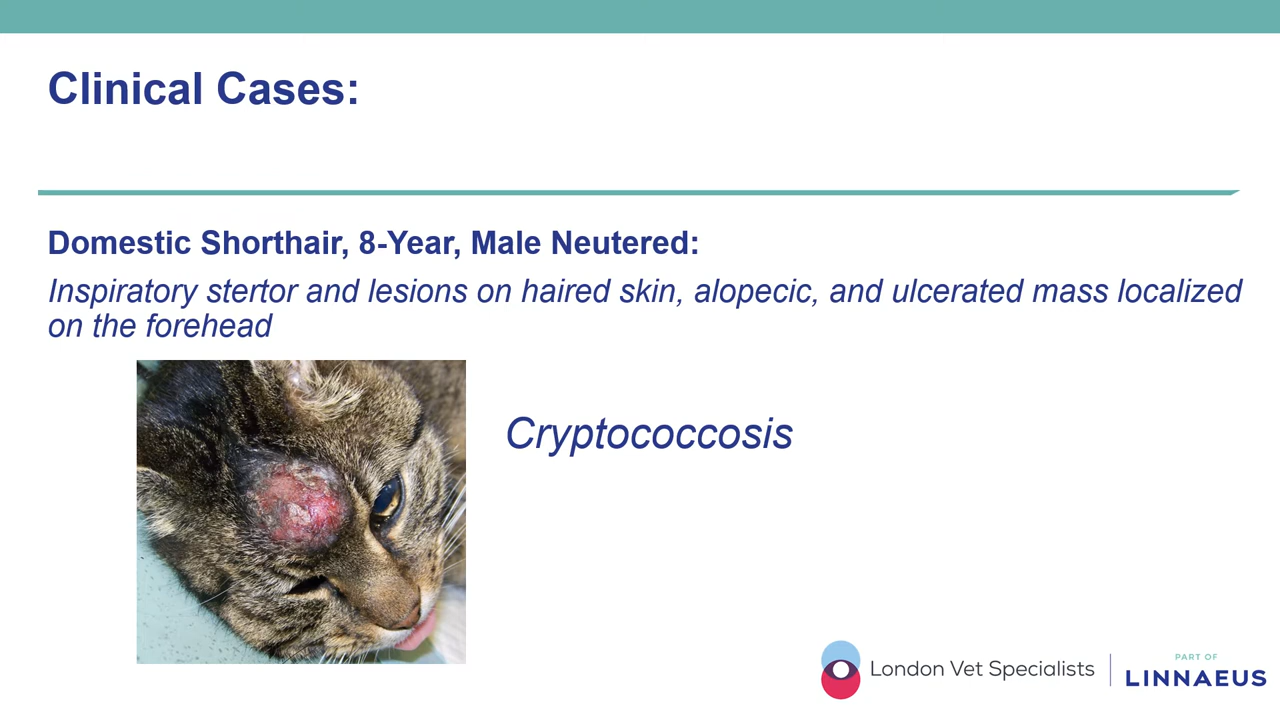 Clinical Cases:
Domestic Shorthair, 8-Year, Male Neutered:
Inspiratory stertor and lesions on haired skin, alopecic, and ulcerated mass localized
on the forehead
Cryptococcosis
London Vet Specialists
PART OF
LINNAEUS